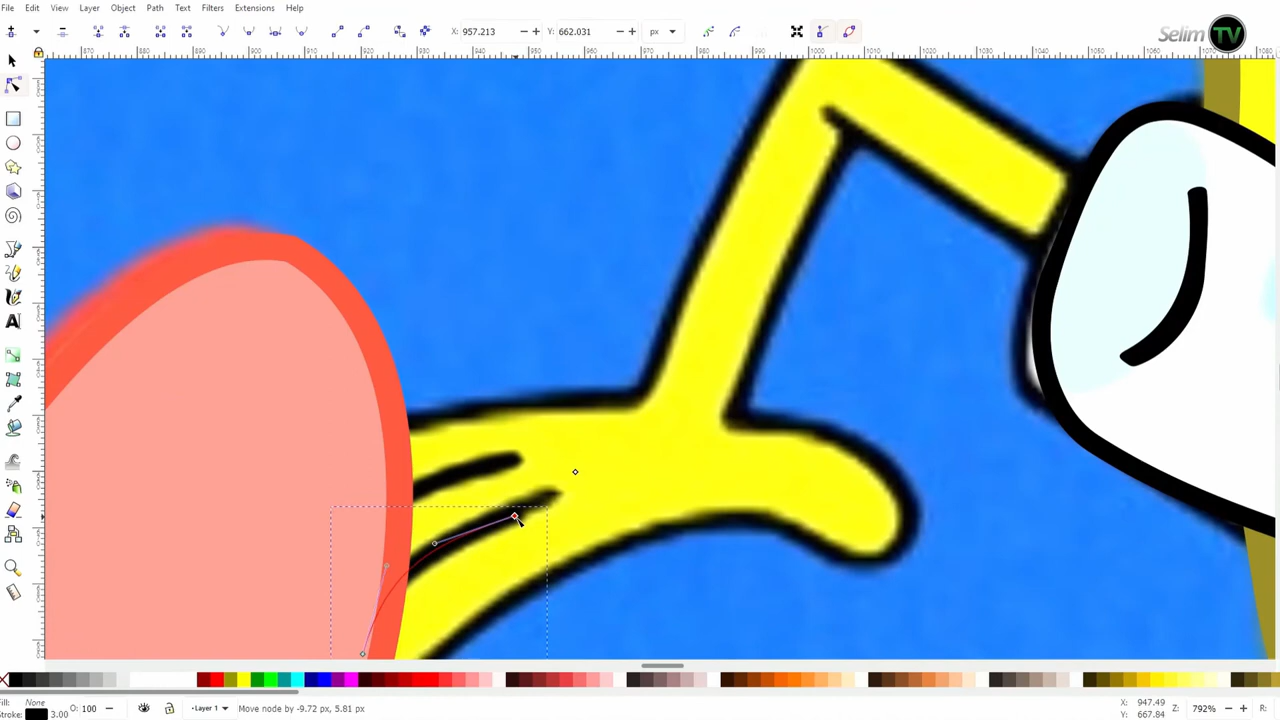 File Edit View Layer Object Path Text Filters Extensions Help
X: 957.213 Y: 662.031 px
Selim TV
Fill: None
Stroke: 3.00
O: 100
Layer 1
Move node by -9.72 px, 5.81 px
X: 947.49
Y: 667.84
Z: 792%
R: